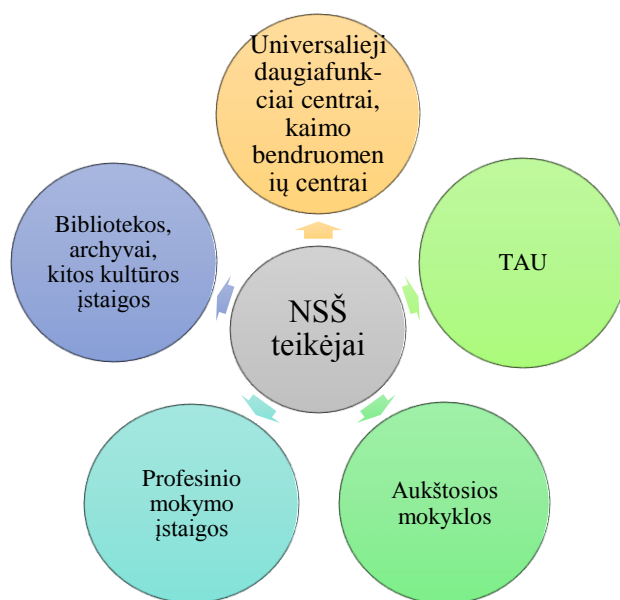 Universalieji
daugiafunk-
ciai centrai,
kaimo
bendruomen
ių centrai
Bibliotekos,
archyvai,
kitos kultūros
įstaigos
TAU
NSŠ
teikėjai
Profesinio
mokymo
įstaigos
Aukštosios
mokyklos